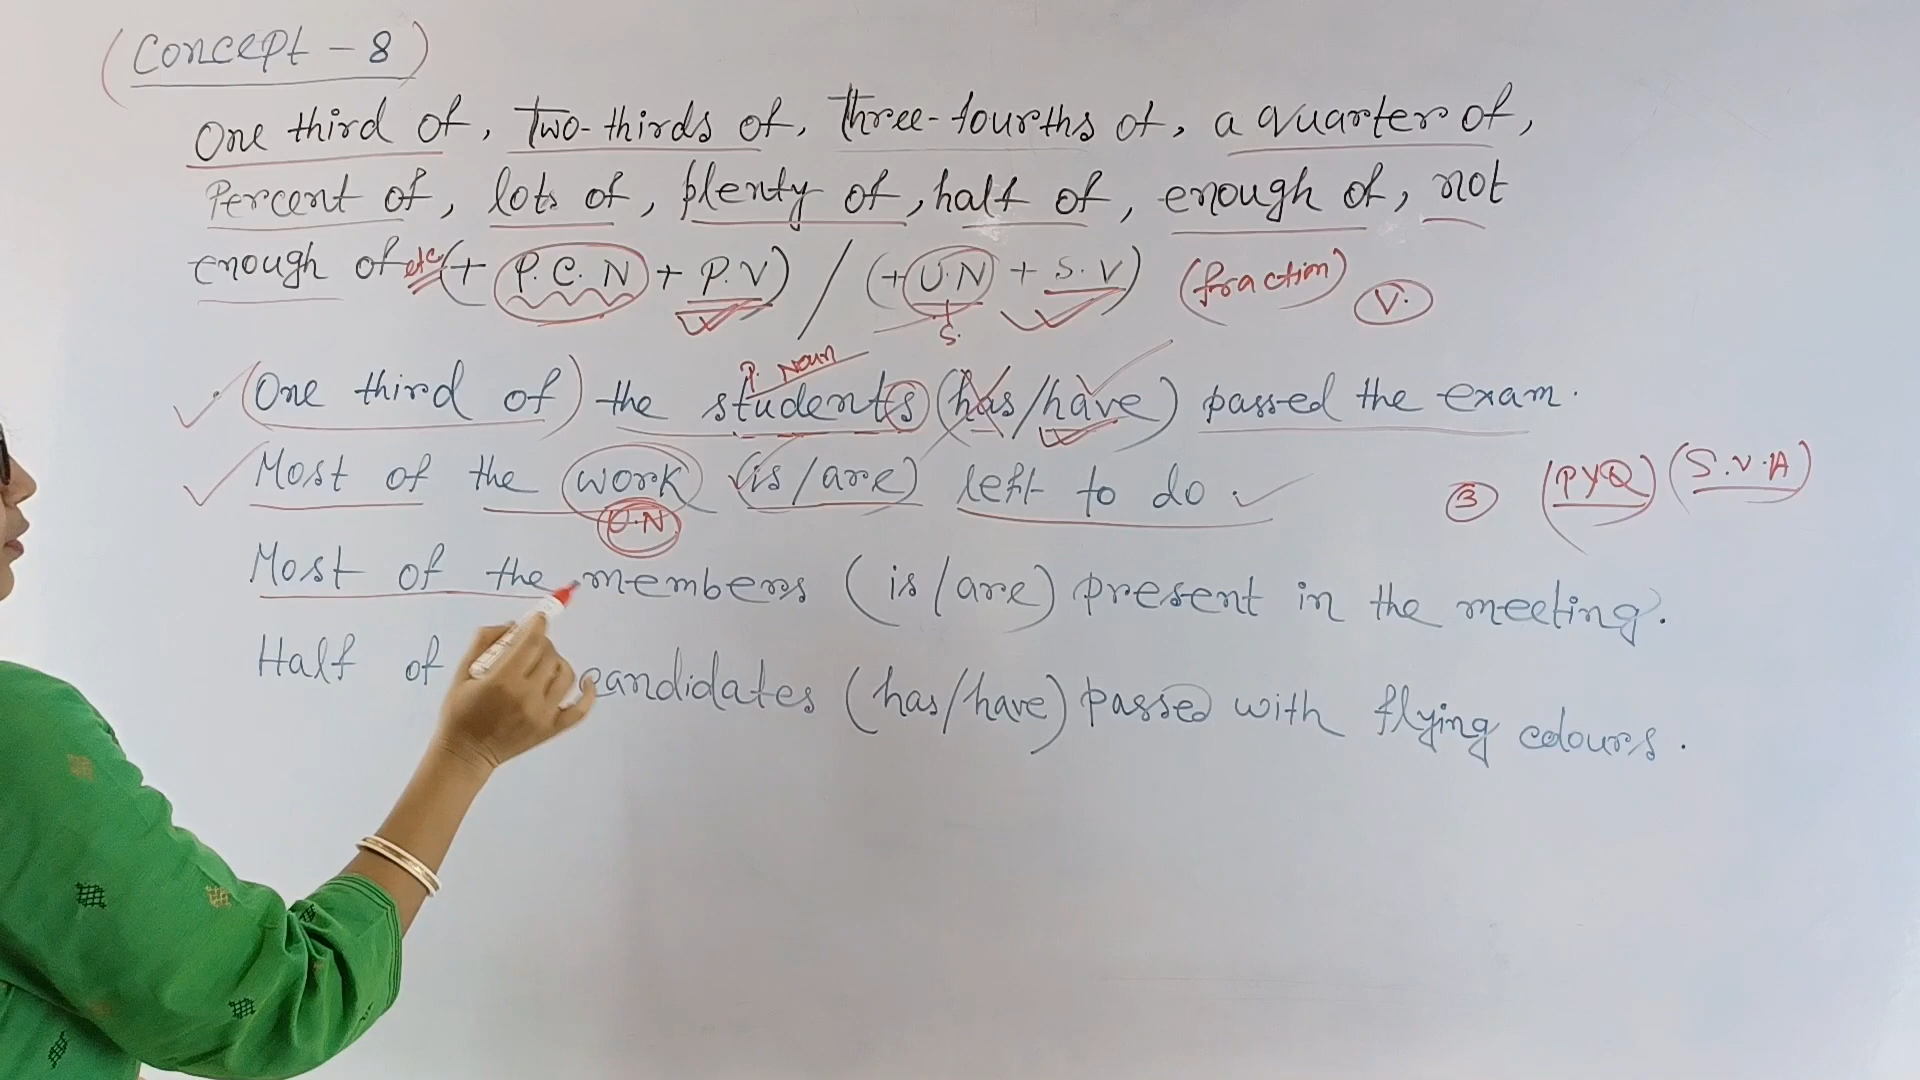 (Concept - 8)
One third of, Two-thirds of, Three-fourths of, a quarter of,
Percent of, lots of, plenty of, half of, enough of, not
enough of etc (+ P.C.N + P.V) / (+ U.N + S.V) (fraction) V.
S.
P. Noun
(One third of) the students (has/have) passed the exam.
Most of the work (is/are) left to do. 3 (PYQ) (S.V.A)
U.N
Most of the members (is/are) present in the meeting.
Half of candidates (has/have) passed with flying colours.